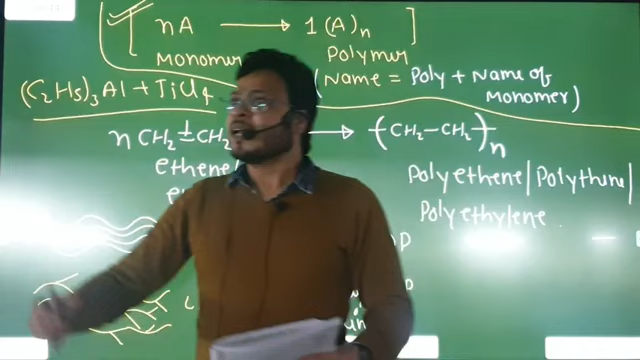 nA → 1 (A)n
Monomer Polymer
(Name = Poly + Name of
Monomer)
(C2H5)3Al + TiCl4
n CH2 = CH2 → (CH2-CH2)n
ethene/
Polyethene/Polythene/
Polyethylene